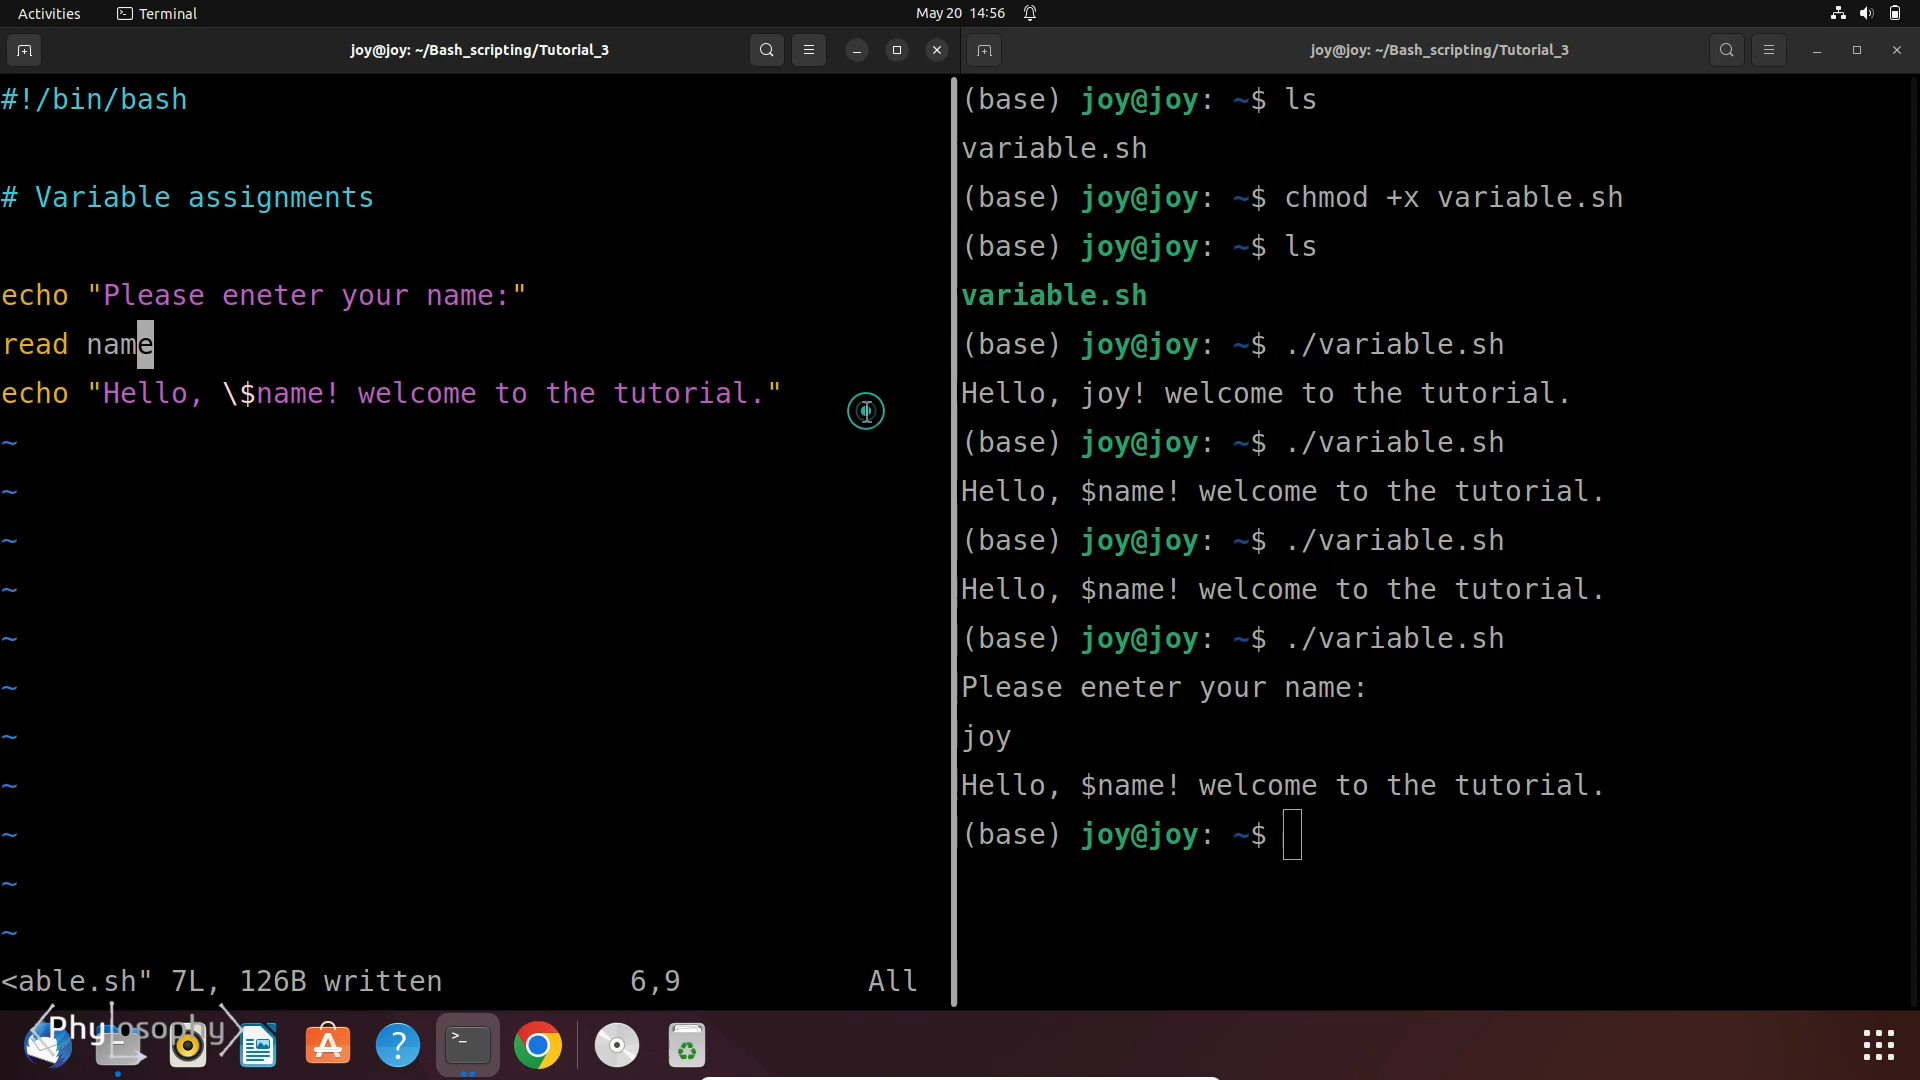 Activities
Terminal
May 20 14:56
joy@joy: ~/Bash_scripting/Tutorial_3
#!/bin/bash
# Variable assignments
echo "Please eneter your name:"
read name
echo "Hello, \$name! welcome to the tutorial."
~
~
~
~
~
~
~
~
~
~
~
<able.sh" 7L, 126B written 6,9 All
joy@joy: ~/Bash_scripting/Tutorial_3
(base) joy@joy: ~$ ls
variable.sh
(base) joy@joy: ~$ chmod +x variable.sh
(base) joy@joy: ~$ ls
variable.sh
(base) joy@joy: ~$ ./variable.sh
Hello, joy! welcome to the tutorial.
(base) joy@joy: ~$ ./variable.sh
Hello, $name! welcome to the tutorial.
(base) joy@joy: ~$ ./variable.sh
Hello, $name! welcome to the tutorial.
(base) joy@joy: ~$ ./variable.sh
Please eneter your name:
joy
Hello, $name! welcome to the tutorial.
(base) joy@joy: ~$
Phylosophy